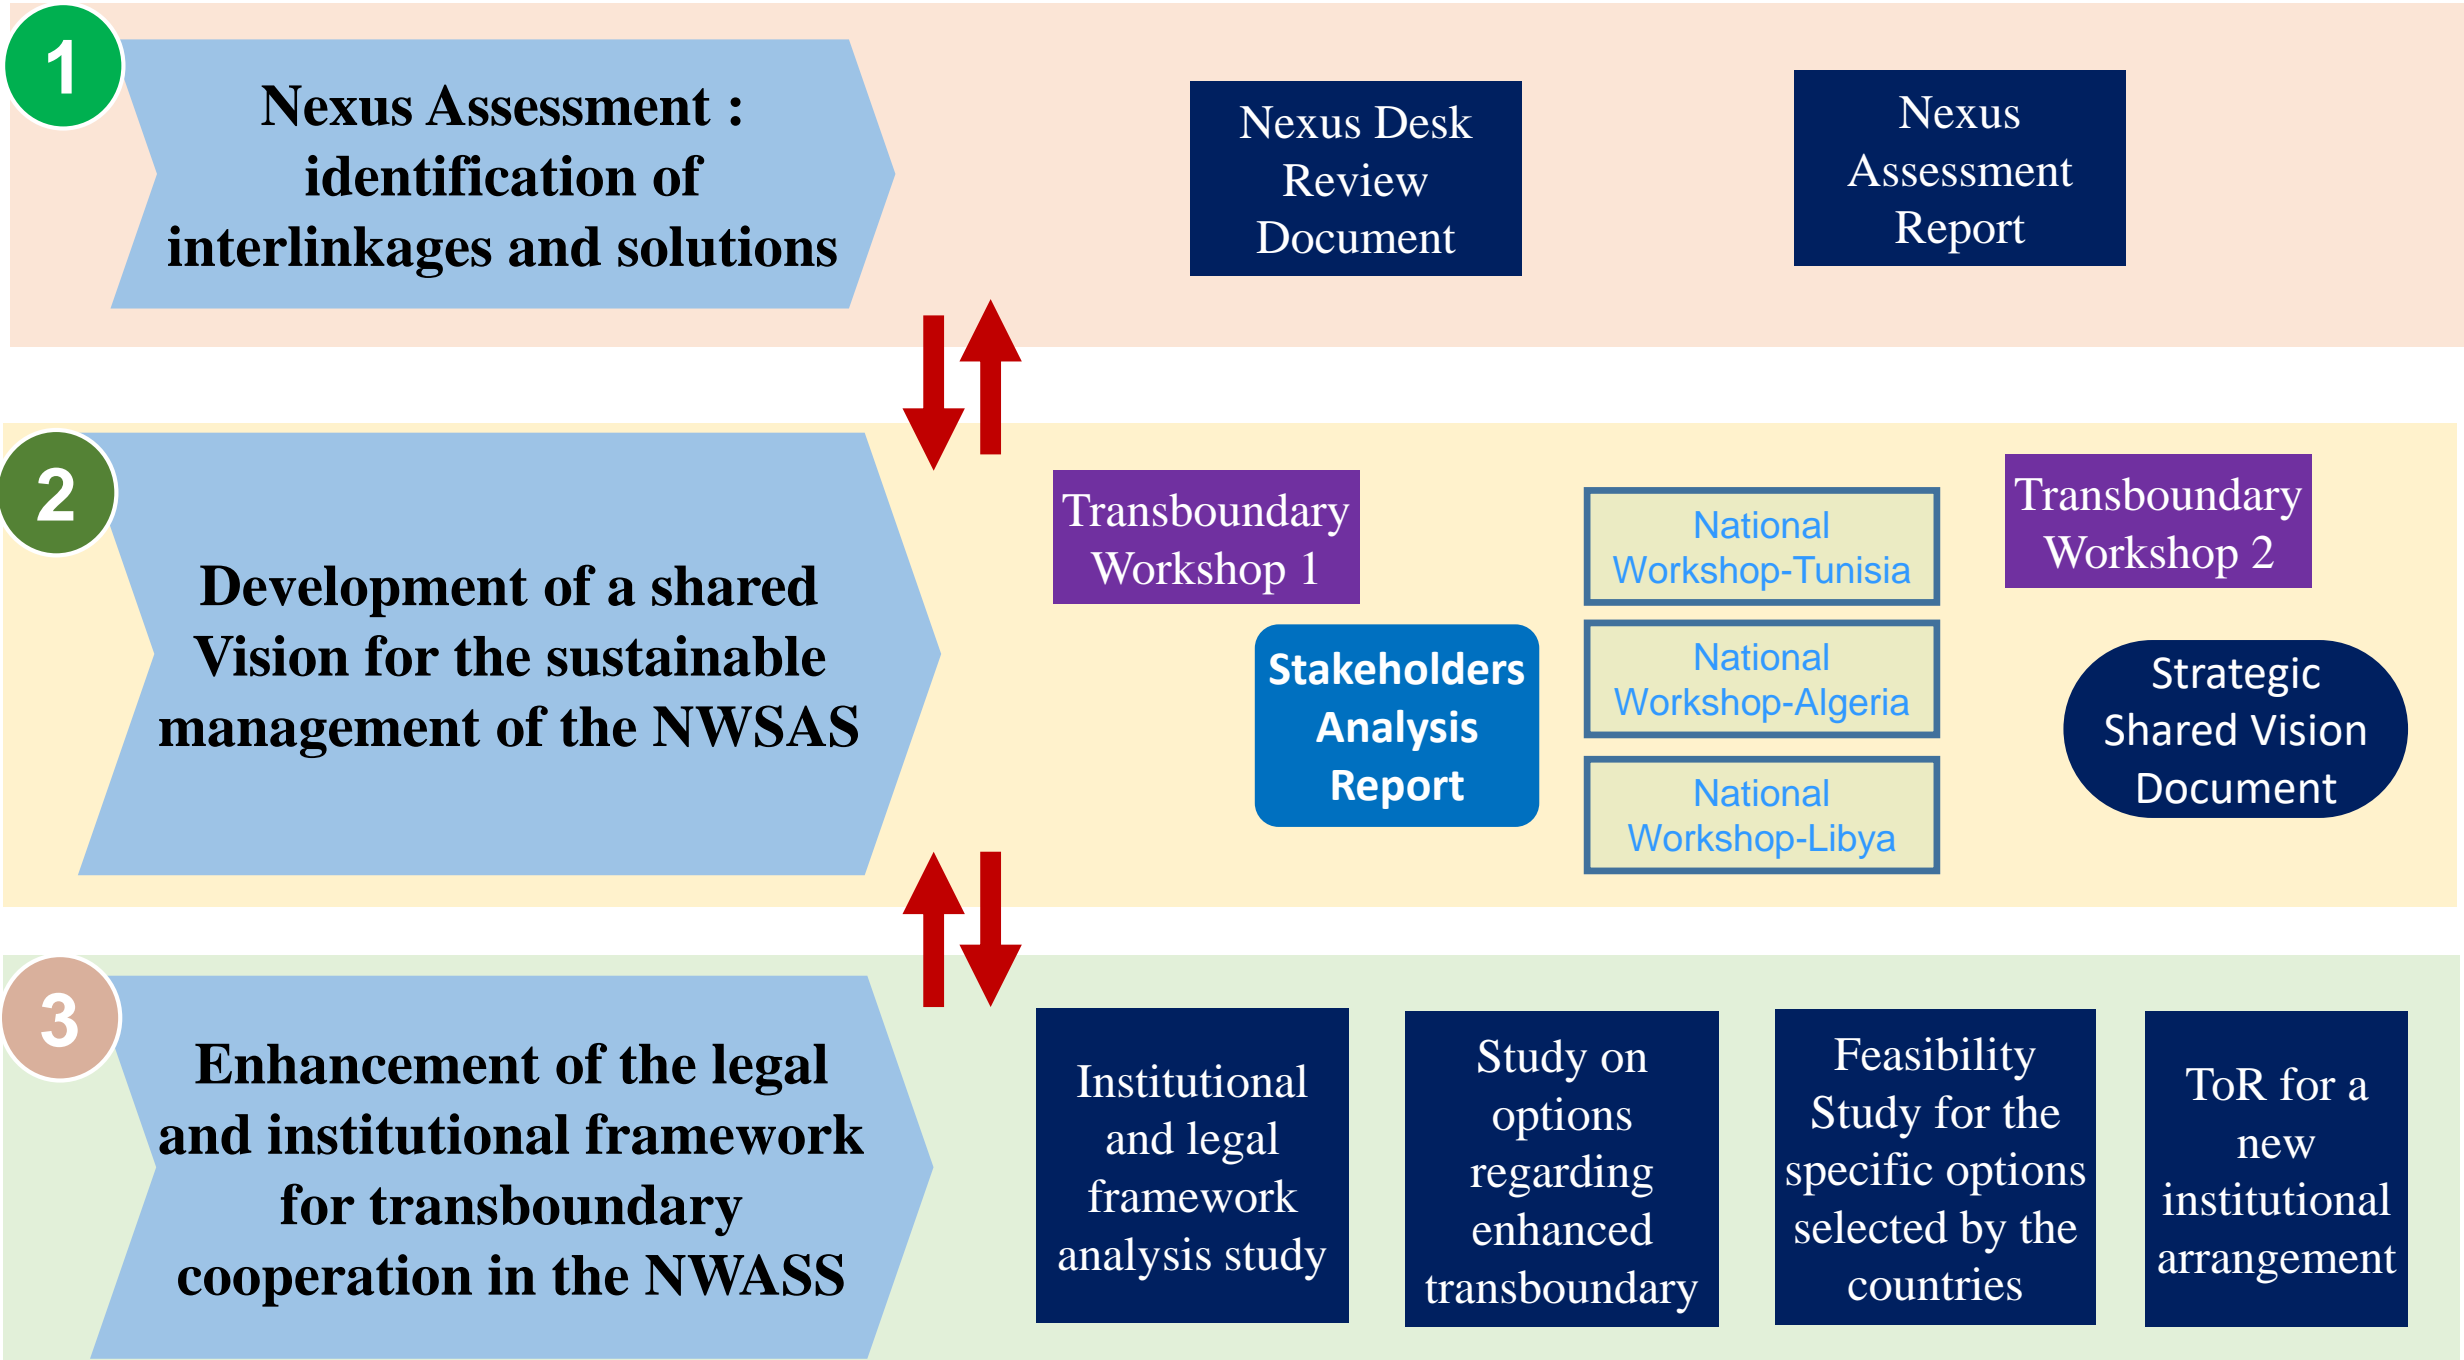 1
Nexus Assessment :
identification of
interlinkages and solutions
Nexus Desk
Review
Document
Nexus
Assessment
Report
2
Development of a shared
Vision for the sustainable
management of the NWSAS
Transboundary
Workshop 1
Stakeholders
Analysis
Report
National
Workshop-Tunisia
National
Workshop-Algeria
National
Workshop-Libya
Transboundary
Workshop 2
Strategic
Shared Vision
Document
3
Enhancement of the legal
and institutional framework
for transboundary
cooperation in the NWASS
Institutional
and legal
framework
analysis study
Study on
options
regarding
enhanced
transboundary
Feasibility
Study for the
specific options
selected by the
countries
ToR for a
new
institutional
arrangement